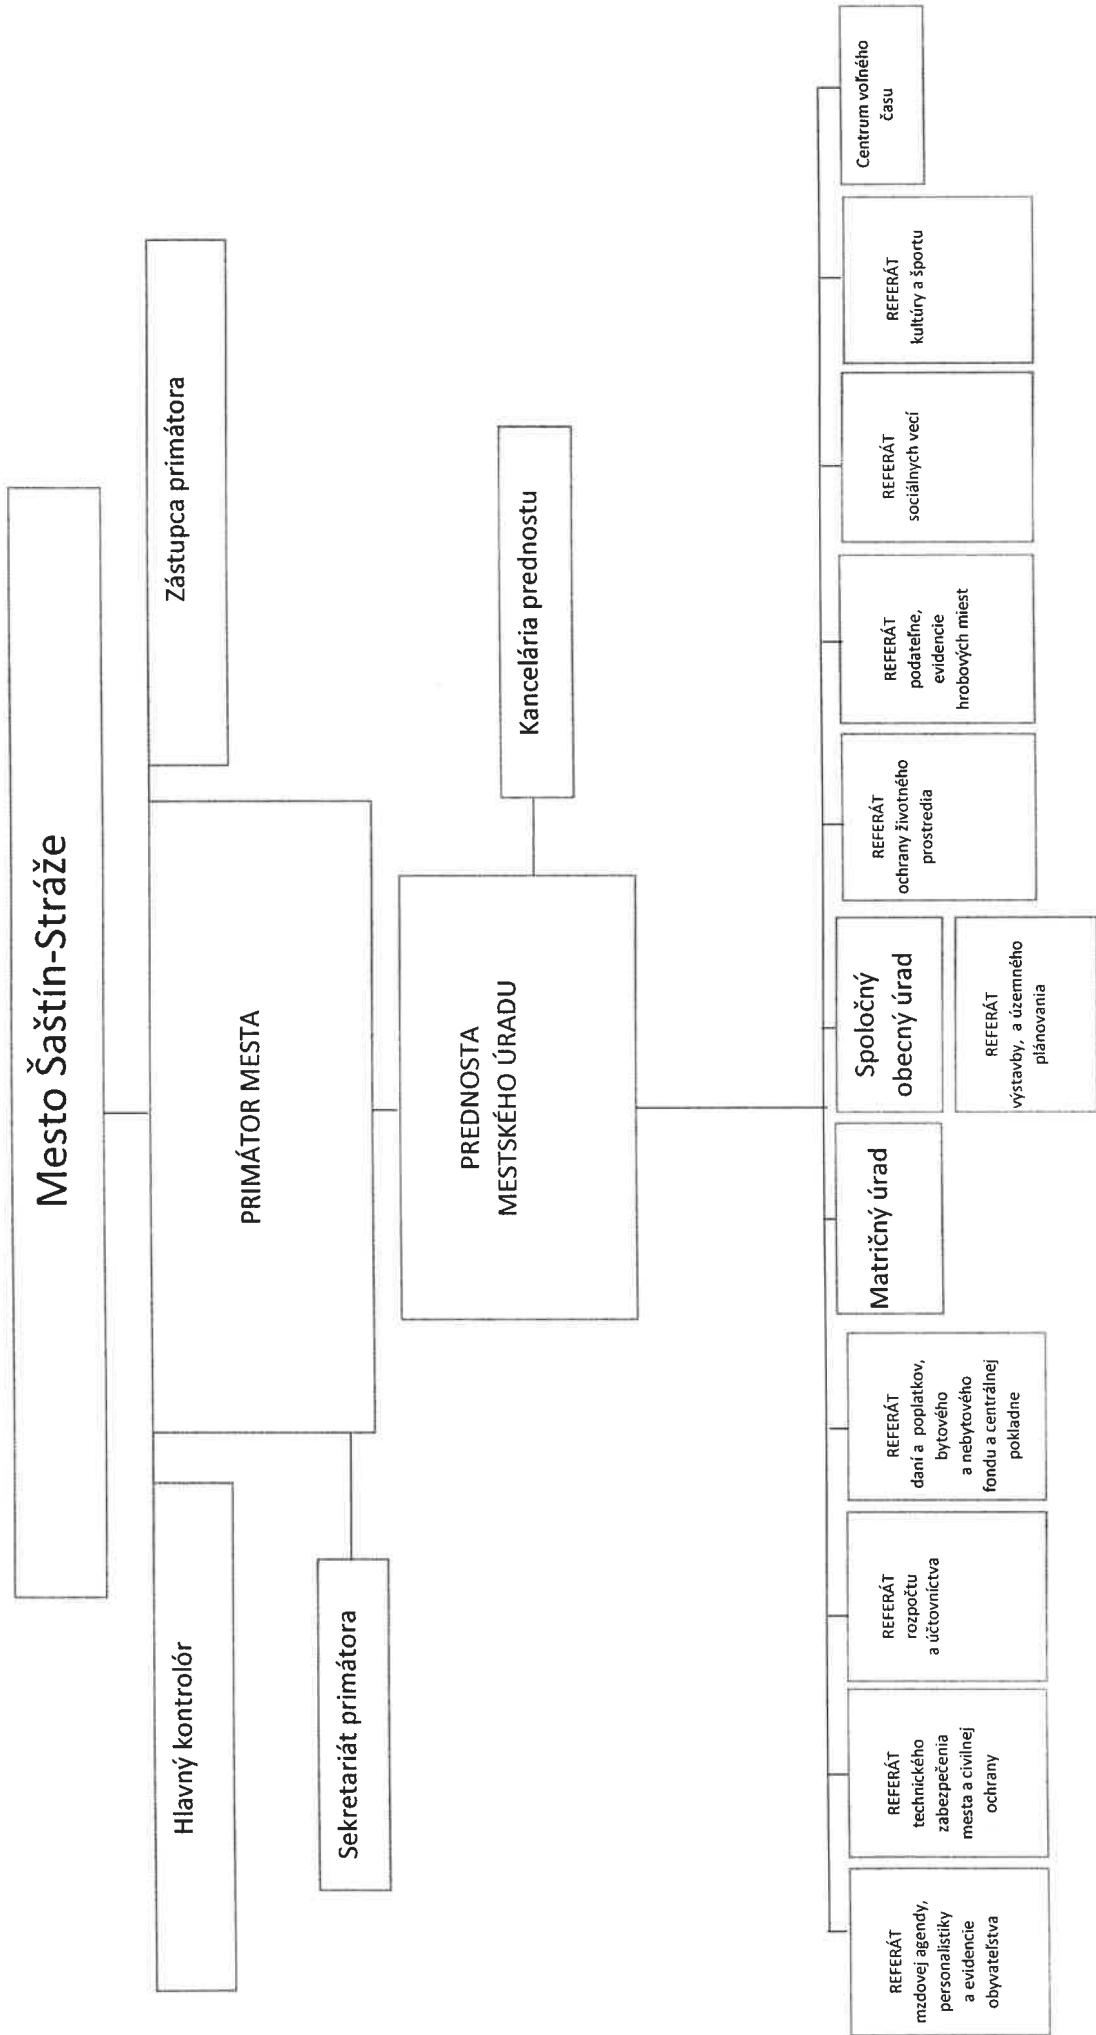 Mesto Šaštín-Stráže
Hlavný kontrolór
PRIMÁTOR MESTA
Zástupca primátora
Sekretariát primátora
PREDNOSTA
MESTSKÉHO ÚRADU
Kancelária prednostu
REFERÁT
mzdovej agendy,
personalistiky
a evidencie
obyvateľstva
REFERÁT
technického
zabezpečenia
mesta a civilnej
ochrany
REFERÁT
rozpočtu
a účtovníctva
REFERÁT
daní a poplatkov,
bytového
a nebytového
fondu a centrálnej
pokladne
Matričný úrad
Spoločný
obecný úrad
REFERÁT
výstavby, a územného
plánovania
REFERÁT
ochrany životného
prostredia
REFERÁT
podateľne,
evidencie
hrobových miest
REFERÁT
sociálnych vecí
REFERÁT
kultúry a športu
Centrum voľného
času